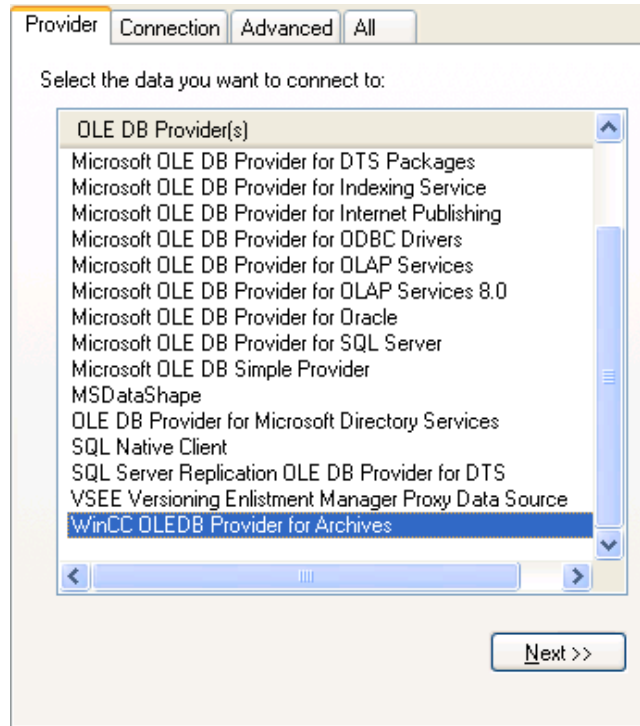 Provider
Connection
Advanced
All
Select the data you want to connect to:
OLE DB Provider(s)
Microsoft OLE DB Provider for DTS Packages
Microsoft OLE DB Provider for Indexing Service
Microsoft OLE DB Provider for Internet Publishing
Microsoft OLE DB Provider for ODBC Drivers
Microsoft OLE DB Provider for OLAP Services
Microsoft OLE DB Provider for OLAP Services 8.0
Microsoft OLE DB Provider for Oracle
Microsoft OLE DB Provider for SQL Server
Microsoft OLE DB Simple Provider
MSDataShape
OLE DB Provider for Microsoft Directory Services
SQL Native Client
SQL Server Replication OLE DB Provider for DTS
VSEE Versioning Enlistment Manager Proxy Data Source
WinCC OLEDB Provider for Archives
Next >>